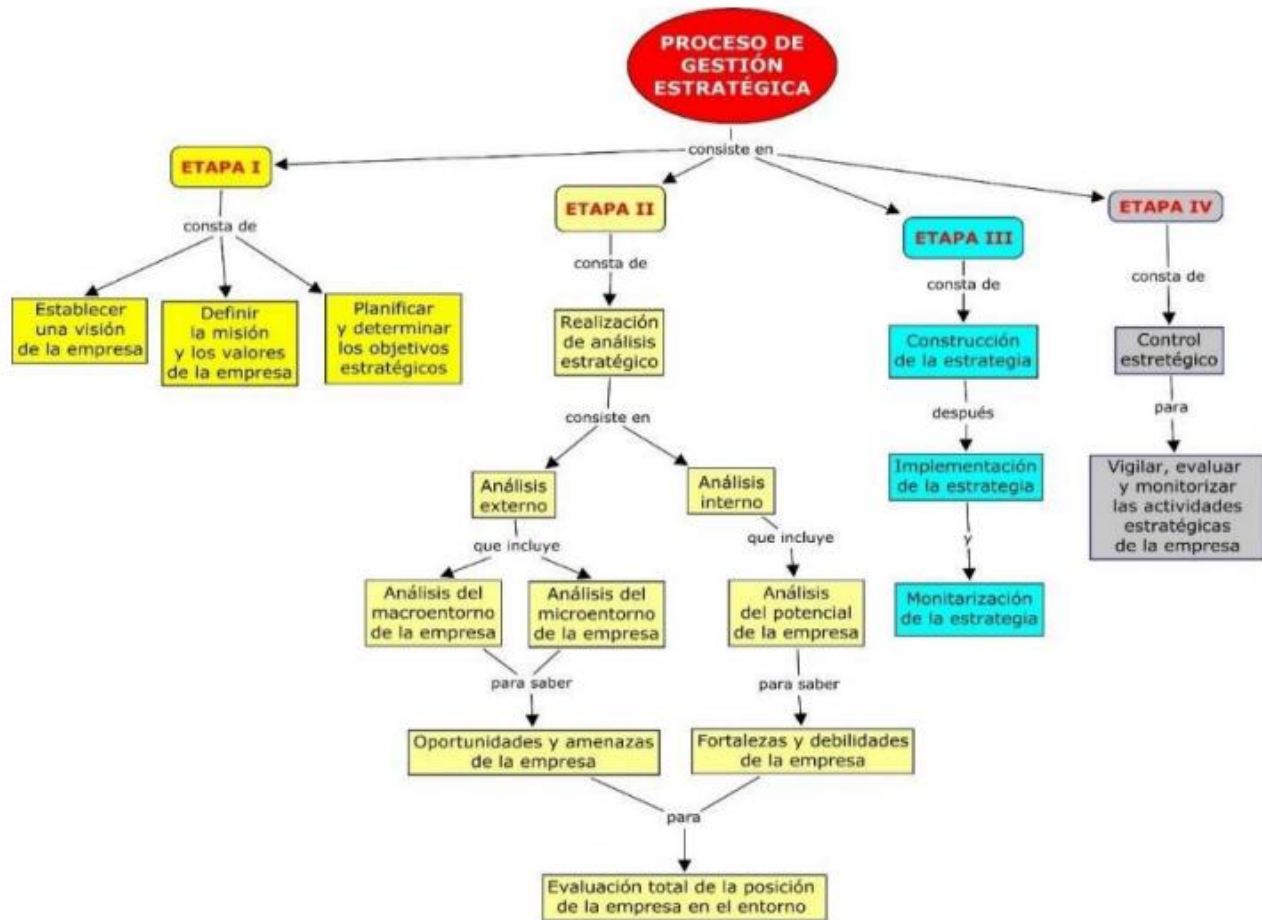 PROCESO DE
GESTIÓN
ESTRATÉGICA
consiste en
ETAPA I
consta de
Establecer
una visión
de la empresa
Definir
la misión
y los valores
de la empresa
Planificar
y determinar
los objetivos
estratégicos
ETAPA II
consta de
Realización
de análisis
estratégico
consiste en
Análisis
externo
que incluye
Análisis del
macroentorno
de la empresa
Análisis del
microentorno
de la empresa
para saber
Oportunidades y amenazas
de la empresa
Análisis
interno
que incluye
Análisis
del potencial
de la empresa
para saber
Fortalezas y debilidades
de la empresa
para
Evaluación total de la posición
de la empresa en el entorno
ETAPA III
consta de
Construcción
de la estrategia
después
Implementación
de la estrategia
y
Monitarización
de la estrategia
ETAPA IV
consta de
Control
estretégico
para
Vigilar, evaluar
y monitorizar
las actividades
estratégicas
de la empresa